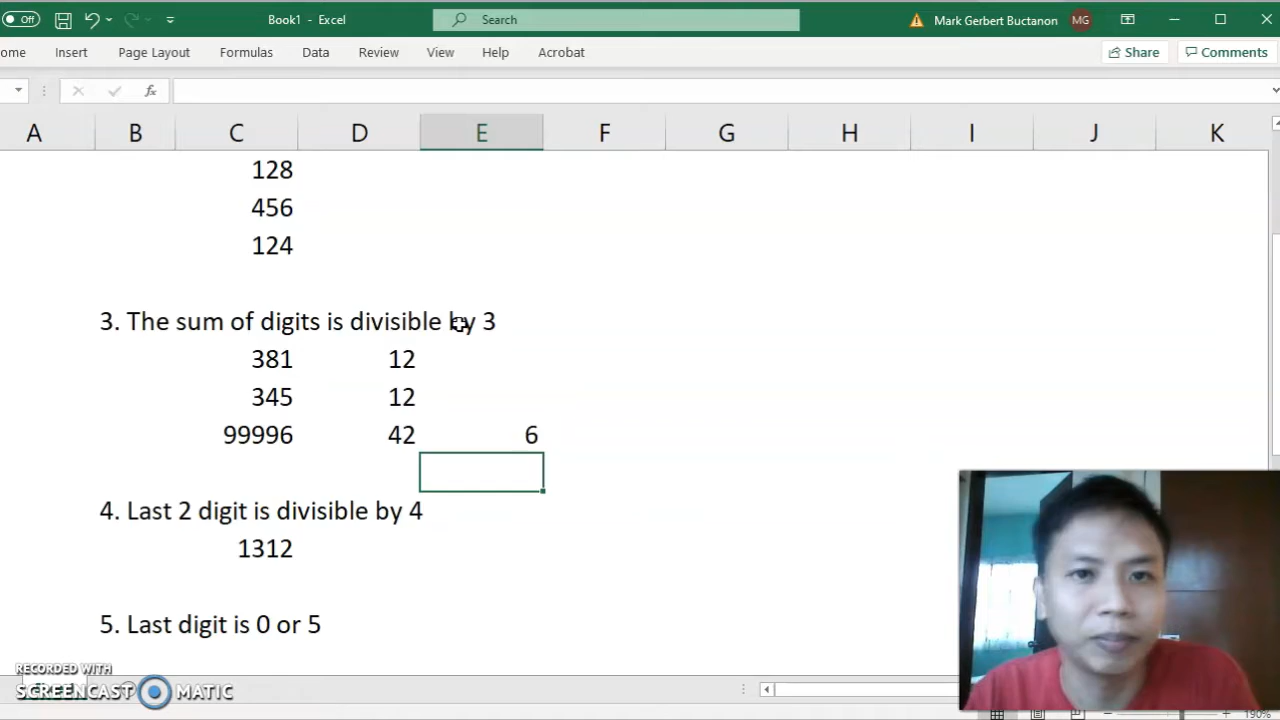 Off Book1 - Excel Search Mark Gerbert Buctanon MG
ome Insert Page Layout Formulas Data Review View Help Acrobat Share Comments
fx
A B C D E F G H I J K
128
456
124
3. The sum of digits is divisible by 3
381 12
345 12
99996 42 6
4. Last 2 digit is divisible by 4
1312
5. Last digit is 0 or 5
RECORDED WITH
SCREENCAST MATIC
190%